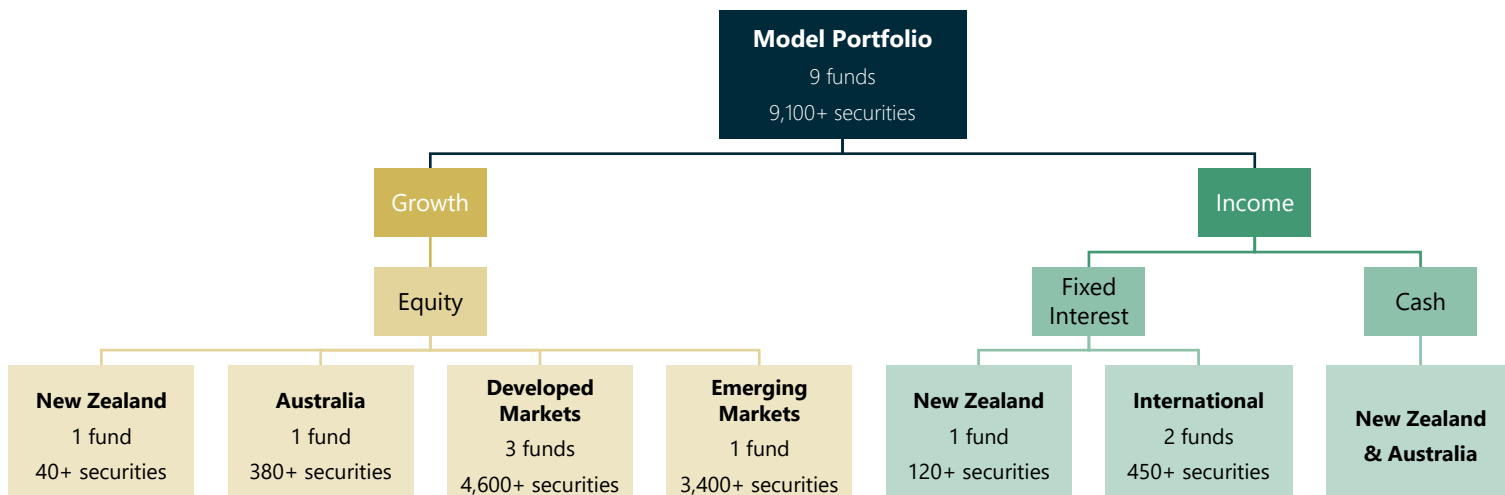 Model Portfolio
9 funds
9,100+ securities
Growth
Income
Equity
Fixed
Interest
Cash
New Zealand
1 fund
40+ securities
Australia
1 fund
380+ securities
Developed
Markets
3 funds
4,600+ securities
Emerging
Markets
1 fund
3,400+ securities
New Zealand
1 fund
120+ securities
International
2 funds
450+ securities
New Zealand
& Australia